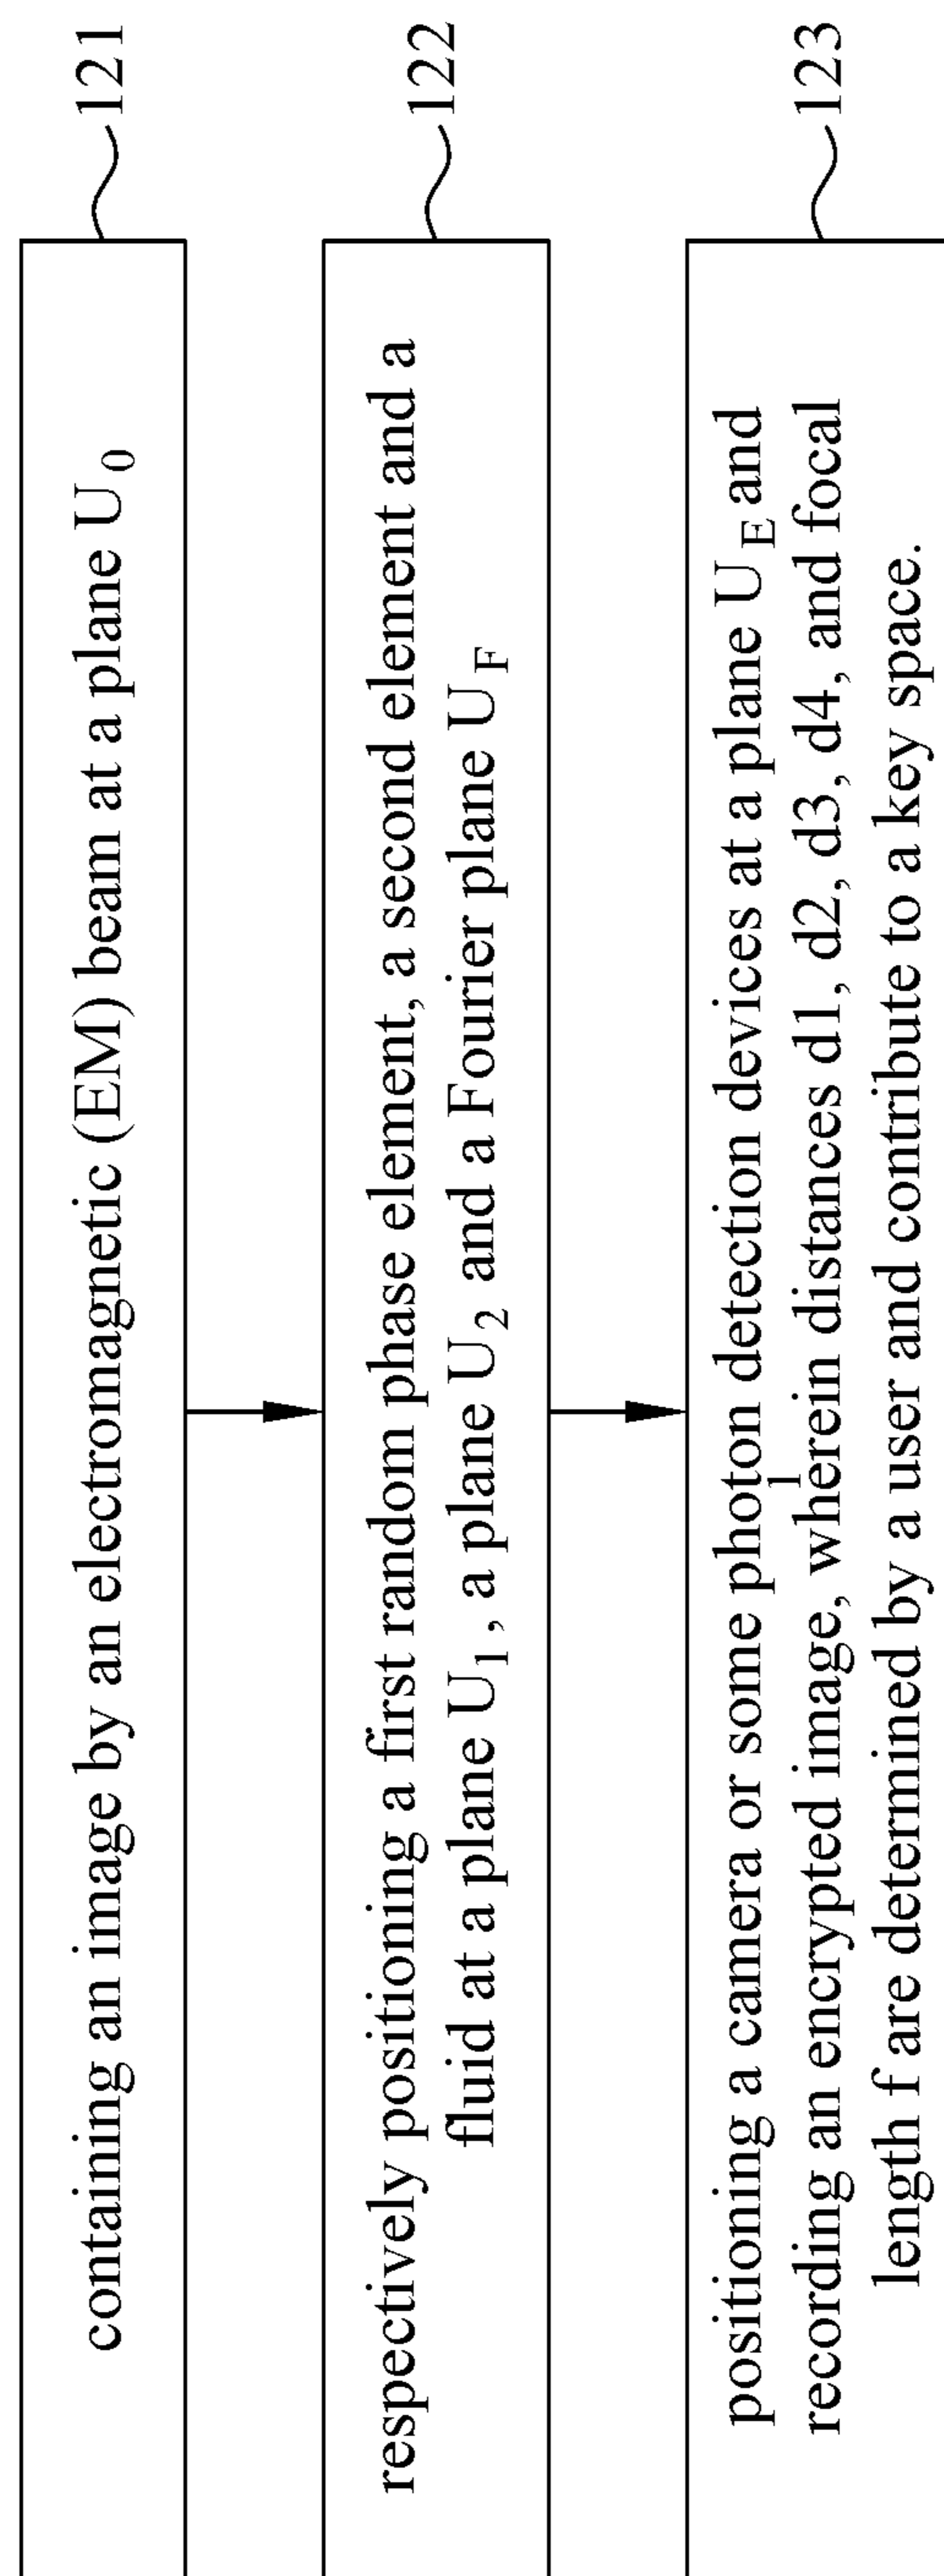 containing an image by an electromagnetic (EM) beam at a plane U0
121
respectively positioning a first random phase element, a second element and a
fluid at a plane U1, a plane U2 and a Fourier plane UF
122
positioning a camera or some photon detection devices at a plane UE and
1
recording an encrypted image, wherein distances d1, d2, d3, d4, and focal
length f are determined by a user and contribute to a key space.
123